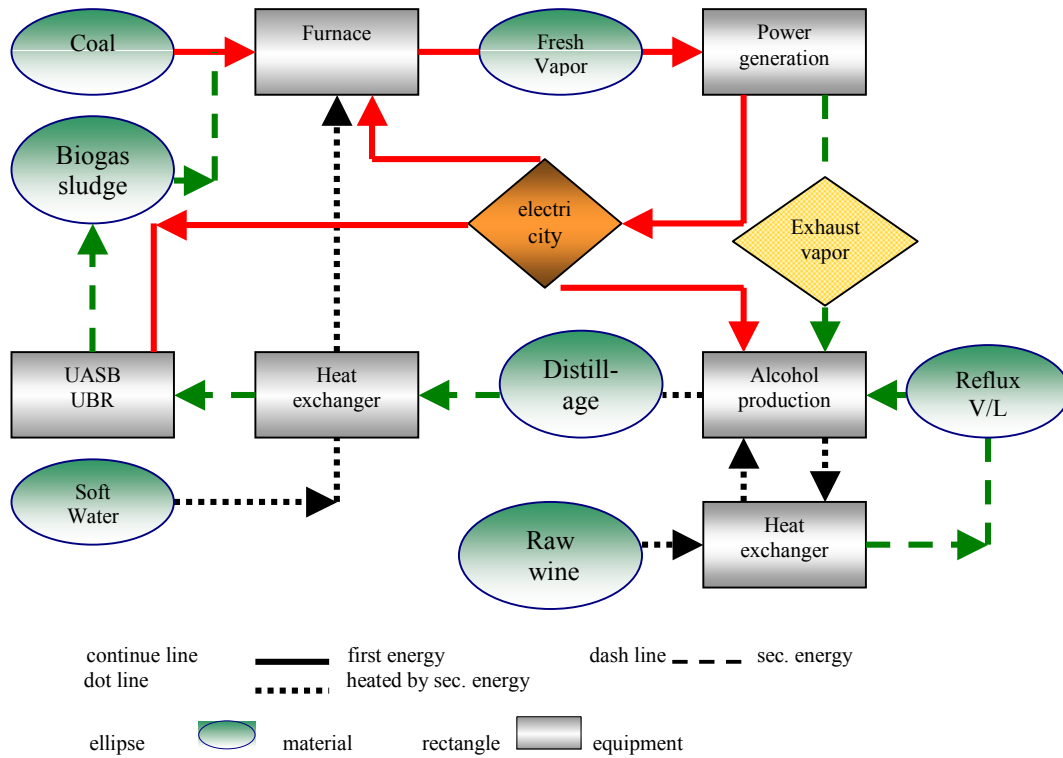 Coal
Furnace
Fresh
Vapor
Power
generation
Biogas
sludge
electri
city
Exhaust
vapor
UASB
UBR
Heat
exchanger
Distill-
age
Alcohol
production
Reflux
V/L
Soft
Water
Raw
wine
Heat
exchanger
continue line first energy dash line sec. energy
dot line heated by sec. energy
ellipse material rectangle equipment